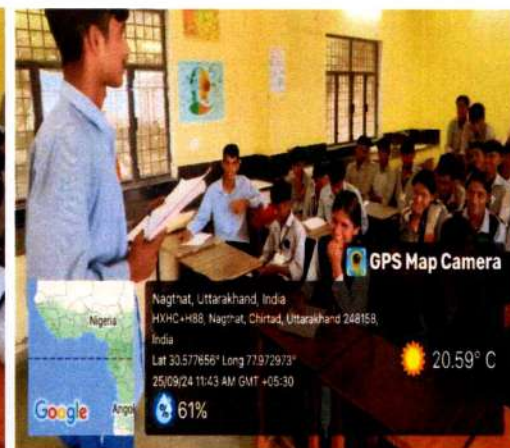 GPS Map Camera
Nigeria
Angol
Google
Nagthat, Uttarakhand, India
HXHC+H88, Nagthat, Chirtad, Uttarakhand 248158,
India
Lat 30.577656° Long 77.972973°
25/09/24 11:43 AM GMT +05:30
61%
20.59° C